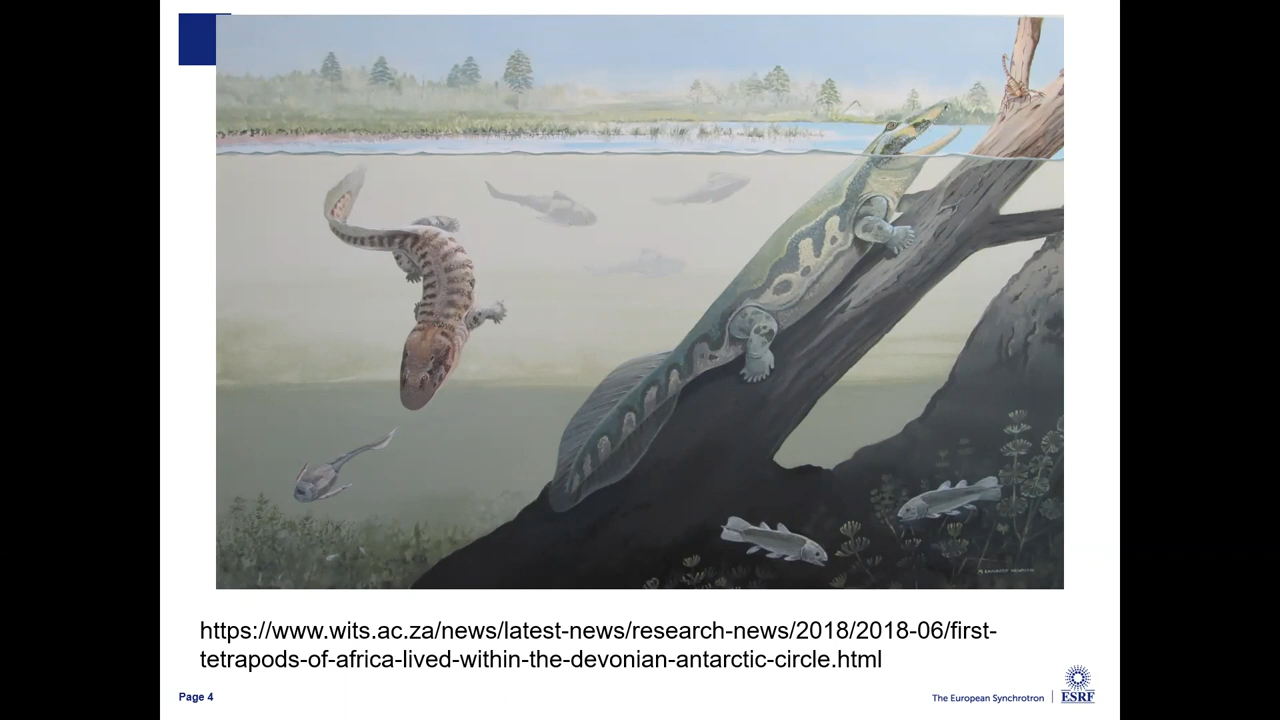 https://www.wits.ac.za/news/latest-news/research-news/2018/2018-06/first-
tetrapods-of-africa-lived-within-the-devonian-antarctic-circle.html
Page 4
The European Synchrotron
ESRF